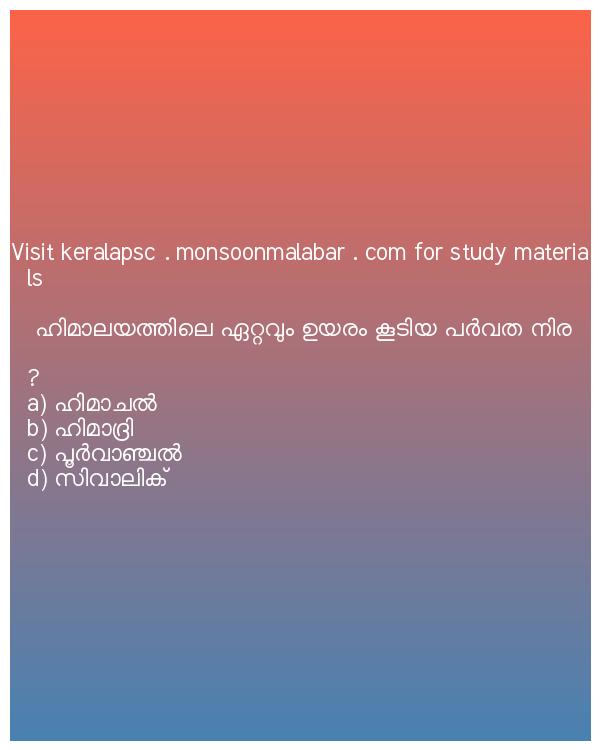 Visit keralapsc . monsoonmalabar . com for study materia
ls
ഹിമാലയത്തിലെ ഏറ്റവും ഉയരം കൂടിയ പർവത നിര
?
a) ഹിമാചൽ
b) ഹിമാദ്രി
c) പൂർവാഞ്ചൽ
d) സിവാലിക്